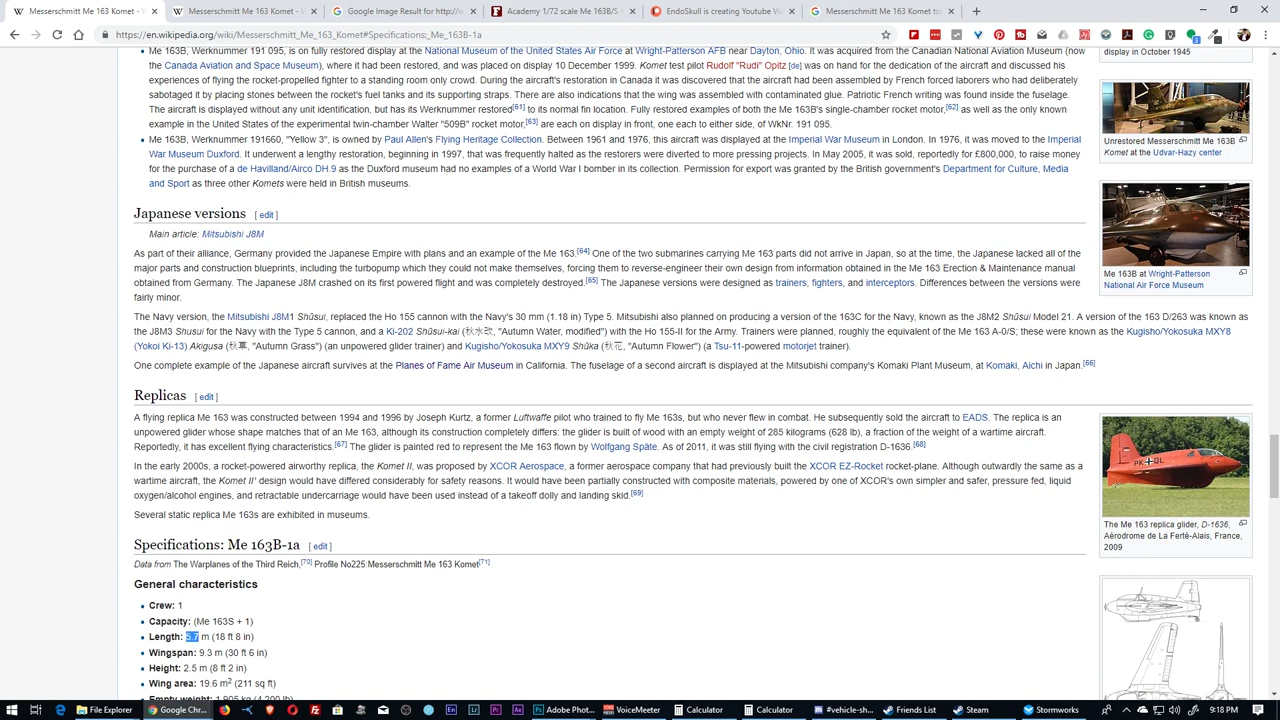 Messerschmitt Me 163 Komet -
Messerschmitt Me 163 Komet -
Google Image Result for http://w
Academy 1/72 scale Me 163B/S
EndoSkull is creating Youtube Vi
Messerschmitt Me 163 Komet to
https://en.wikipedia.org/wiki/Messerschmitt_Me_163_Komet#Specifications:_Me_163B-1a
Me 163B, Werknummer 191 095, is on fully restored display at the National Museum of the United States Air Force at Wright-Patterson AFB near Dayton, Ohio. It was acquired from the Canadian National Aviation Museum (now
the Canada Aviation and Space Museum), where it had been restored, and was placed on display 10 December 1999. Komet test pilot Rudolf "Rudi" Opitz [de] was on hand for the dedication of the aircraft and discussed his
experiences of flying the rocket-propelled fighter to a standing room only crowd. During the aircraft's restoration in Canada it was discovered that the aircraft had been assembled by French forced laborers who had deliberately
sabotaged it by placing stones between the rocket's fuel tanks and its supporting straps. There are also indications that the wing was assembled with contaminated glue. Patriotic French writing was found inside the fuselage.
The aircraft is displayed without any unit identification, but has its Werknummer restored[61] to its normal fin location. Fully restored examples of both the Me 163B's single-chamber rocket motor,[62] as well as the only known
example in the United States of the experimental twin-chamber Walter "509B" rocket motor,[63] are each on display in front, one each to either side, of WkNr. 191 095.
Me 163B, Werknummer 191660, "Yellow 3", is owned by Paul Allen's Flying Heritage Collection. Between 1961 and 1976, this aircraft was displayed at the Imperial War Museum in London. In 1976, it was moved to the Imperial
War Museum Duxford. It underwent a lengthy restoration, beginning in 1997, that was frequently halted as the restorers were diverted to more pressing projects. In May 2005, it was sold, reportedly for £800,000, to raise money
for the purchase of a de Havilland/Airco DH.9 as the Duxford museum had no examples of a World War I bomber in its collection. Permission for export was granted by the British government's Department for Culture, Media
and Sport as three other Komets were held in British museums.
Japanese versions [ edit ]
Main article: Mitsubishi J8M
As part of their alliance, Germany provided the Japanese Empire with plans and an example of the Me 163.[64] One of the two submarines carrying Me 163 parts did not arrive in Japan, so at the time, the Japanese lacked all of the
major parts and construction blueprints, including the turbopump which they could not make themselves, forcing them to reverse-engineer their own design from information obtained in the Me 163 Erection & Maintenance manual
obtained from Germany. The Japanese J8M crashed on its first powered flight and was completely destroyed.[65] The Japanese versions were designed as trainers, fighters, and interceptors. Differences between the versions were
fairly minor.
The Navy version, the Mitsubishi J8M1 Shūsui, replaced the Ho 155 cannon with the Navy's 30 mm (1.18 in) Type 5. Mitsubishi also planned on producing a version of the 163C for the Navy, known as the J8M2 Shūsui Model 21. A version of the 163 D/263 was known as
the J8M3 Shusui for the Navy with the Type 5 cannon, and a Ki-202 Shūsui-kai (秋水改, "Autumn Water, modified") with the Ho 155-II for the Army. Trainers were planned, roughly the equivalent of the Me 163 A-0/S; these were known as the Kugisho/Yokosuka MXY8
(Yokoi Ki-13) Akigusa (秋草, "Autumn Grass") (an unpowered glider trainer) and Kugisho/Yokosuka MXY9 Shūka (秋花, "Autumn Flower") (a Tsu-11-powered motorjet trainer).
One complete example of the Japanese aircraft survives at the Planes of Fame Air Museum in California. The fuselage of a second aircraft is displayed at the Mitsubishi company's Komaki Plant Museum, at Komaki, Aichi in Japan.[66]
Replicas [ edit ]
A flying replica Me 163 was constructed between 1994 and 1996 by Joseph Kurtz, a former Luftwaffe pilot who trained to fly Me 163s, but who never flew in combat. He subsequently sold the aircraft to EADS. The replica is an
unpowered glider whose shape matches that of an Me 163, although its construction completely differs: the glider is built of wood with an empty weight of 285 kilograms (628 lb), a fraction of the weight of a wartime aircraft.
Reportedly, it has excellent flying characteristics.[67] The glider is painted red to represent the Me 163 flown by Wolfgang Späte. As of 2011, it was still flying with the civil registration D-1636.[68]
In the early 2000s, a rocket-powered airworthy replica, the Komet II, was proposed by XCOR Aerospace, a former aerospace company that had previously built the XCOR EZ-Rocket rocket-plane. Although outwardly the same as a
wartime aircraft, the Komet II' design would have differed considerably for safety reasons. It would have been partially constructed with composite materials, powered by one of XCOR's own simpler and safer, pressure fed, liquid
oxygen/alcohol engines, and retractable undercarriage would have been used instead of a takeoff dolly and landing skid.[69]
Several static replica Me 163s are exhibited in museums.
Specifications: Me 163B-1a [ edit ]
Data from The Warplanes of the Third Reich,[70] Profile No225:Messerschmitt Me 163 Komet[71]
General characteristics
Crew: 1
Capacity: (Me 163S + 1)
Length: 5.7 m (18 ft 8 in)
Wingspan: 9.3 m (30 ft 6 in)
Height: 2.5 m (8 ft 2 in)
Wing area: 19.6 m2 (211 sq ft)
Empty weight: 1,905 kg (4,200 lb)
display in October 1945
Unrestored Messerschmitt Me 163B
Komet at the Udvar-Hazy center
Me 163B at Wright-Patterson
National Air Force Museum
PK DL
The Me 163 replica glider, D-1636,
Aérodrome de La Ferté-Alais, France,
2009
File Explorer
Google Chr...
Adobe Phot...
VoiceMeeter
Calculator
Calculator
#vehicle-sh...
Friends List
Steam
Stormworks
9:18 PM